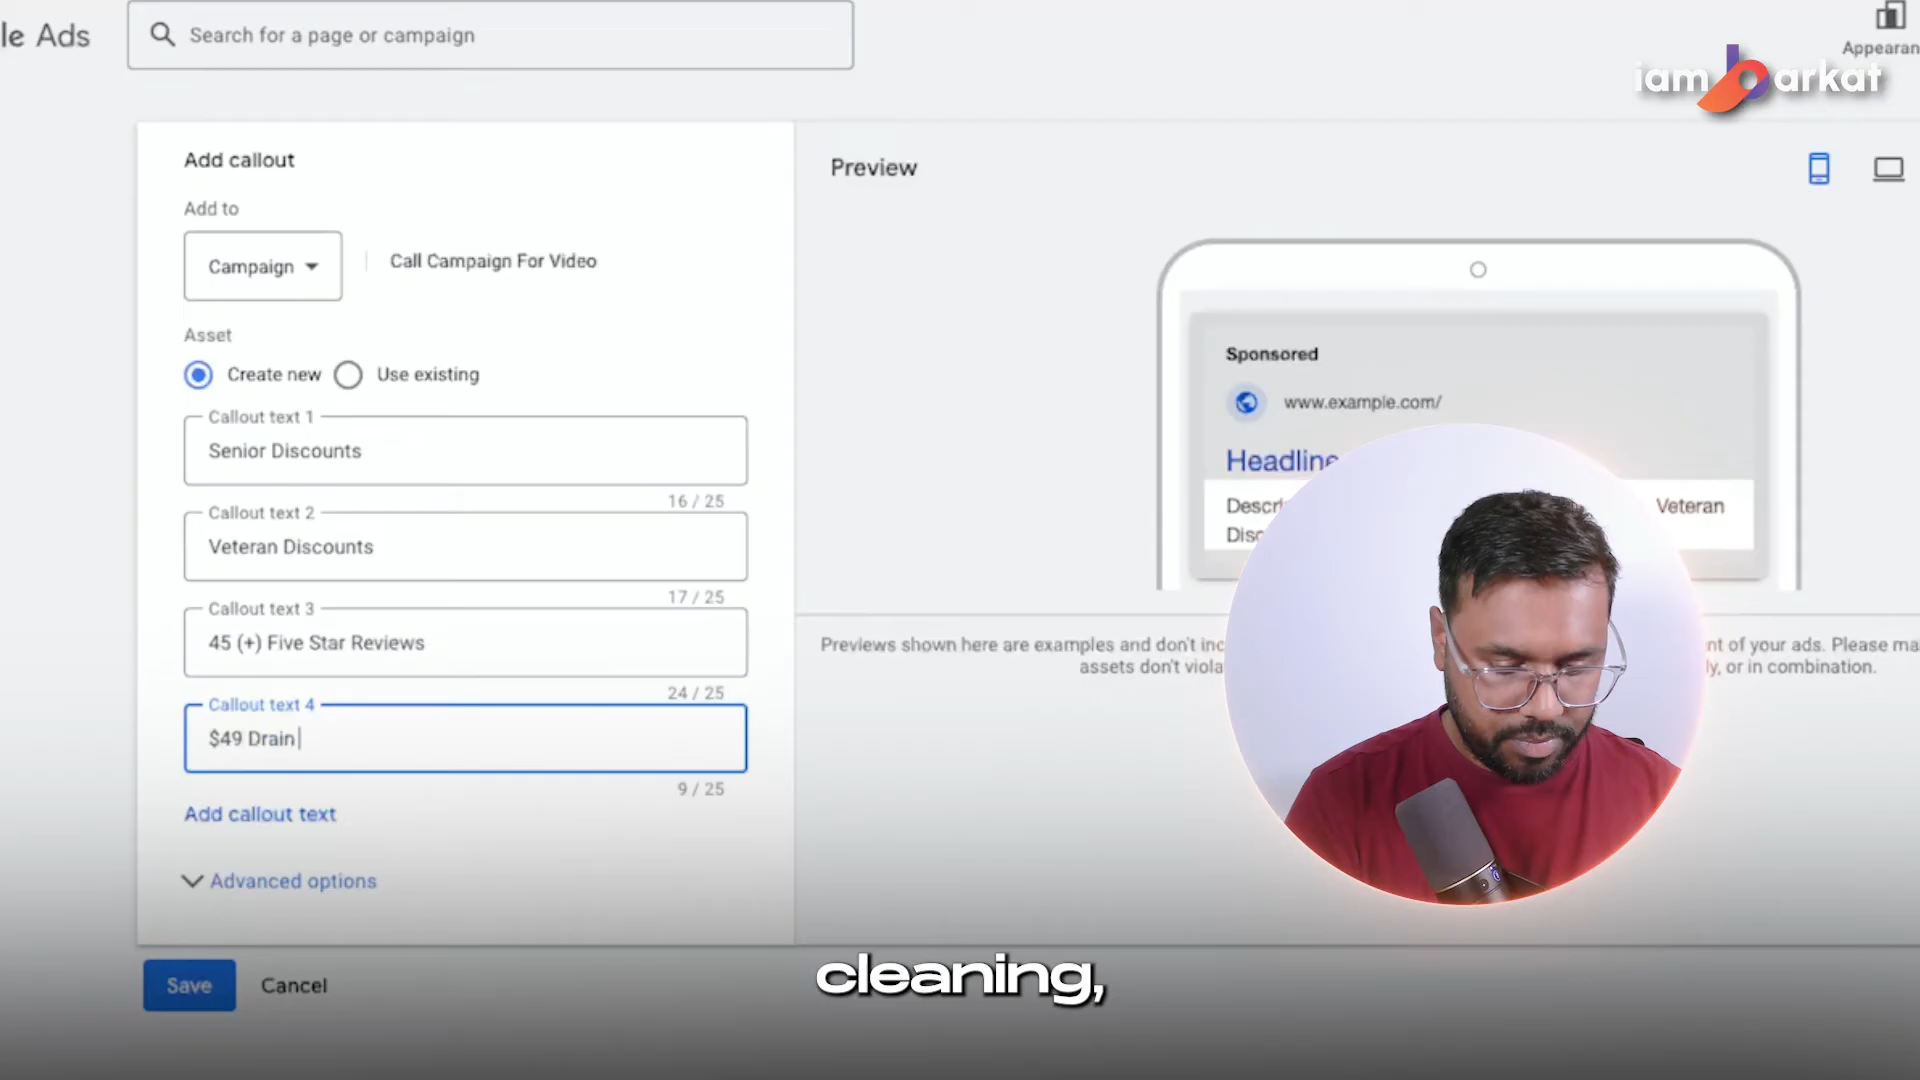 le Ads
Search for a page or campaign
Appearan
iam barkat
Add callout
Add to
Campaign
Call Campaign For Video
Asset
Create new
Use existing
Callout text 1
Senior Discounts
16 / 25
Callout text 2
Veteran Discounts
17 / 25
Callout text 3
45 (+) Five Star Reviews
24 / 25
Callout text 4
$49 Drain
9 / 25
Add callout text
Advanced options
Save
Cancel
Preview
Sponsored
www.example.com/
Headline
Descri Veteran
Disc
Previews shown here are examples and don't inc nt of your ads. Please ma
assets don't viola ly, or in combination.
cleaning,